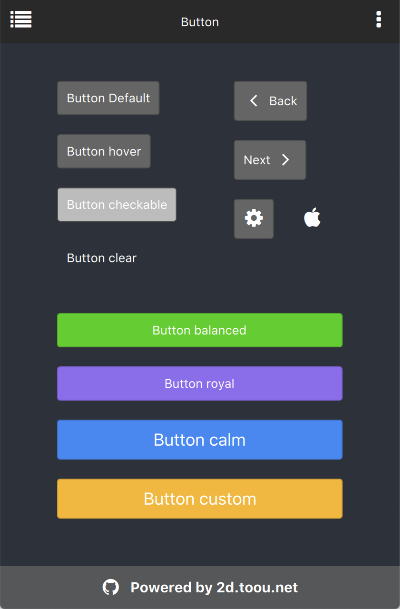 Button
Button Default
Back
Button hover
Next
Button checkable
Button clear
Button balanced
Button royal
Button calm
Button custom
Powered by 2d.toou.net